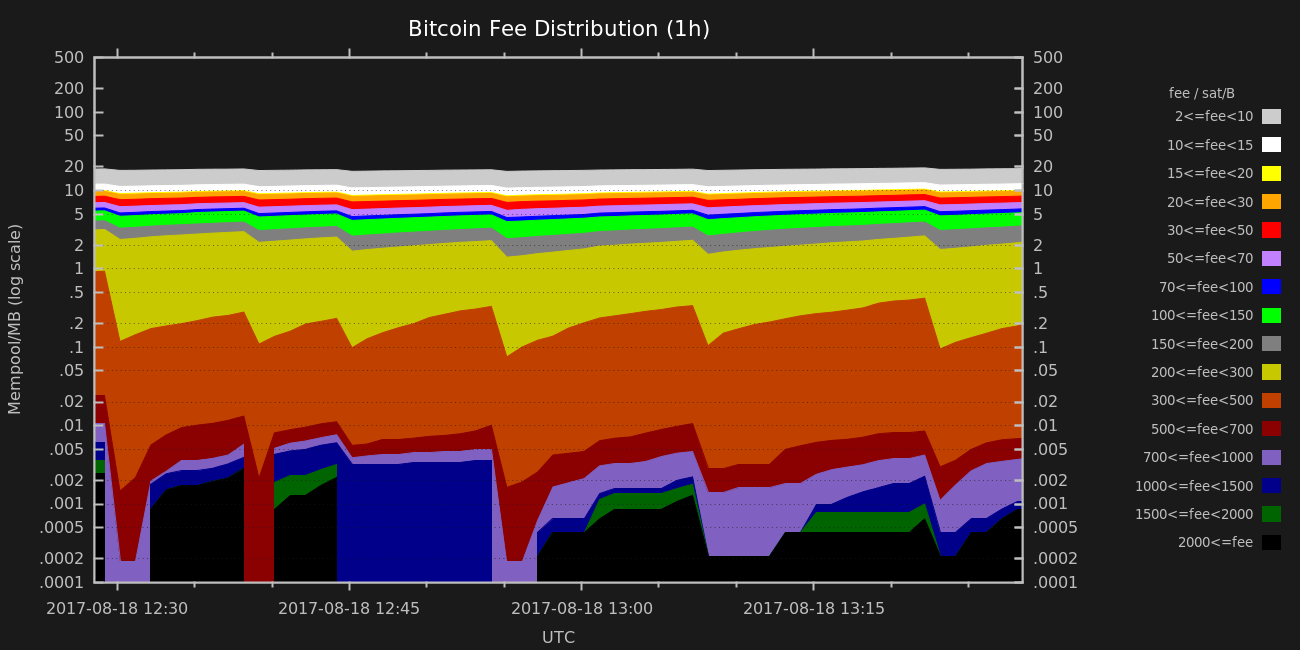 Bitcoin Fee Distribution (1h)
500
200
100
50
20
10
5
2
1
.5
.2
.1
.05
.02
.01
.005
.002
.001
.0005
.0002
.0001
Mempool/MB (log scale)
500
200
100
50
20
10
5
2
1
.5
.2
.1
.05
.02
.01
.005
.002
.001
.0005
.0002
.0001
2017-08-18 12:30
2017-08-18 12:45
2017-08-18 13:00
2017-08-18 13:15
UTC
fee / sat/B
2<=fee<10
10<=fee<15
15<=fee<20
20<=fee<30
30<=fee<50
50<=fee<70
70<=fee<100
100<=fee<150
150<=fee<200
200<=fee<300
300<=fee<500
500<=fee<700
700<=fee<1000
1000<=fee<1500
1500<=fee<2000
2000<=fee